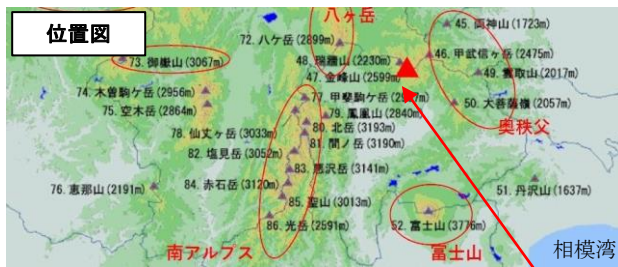 位置図
八ヶ岳
45. 両神山(1723m)
72. 八ケ岳(2899m)
73. 御嶽山(3067m)
48. 瑞牆山(2230m)
46. 甲武信ヶ岳(2475m)
47. 金峰山(2599m)
49. 雲取山(2017m)
74. 木曽駒ケ岳(2956m)
77. 甲斐駒ケ岳
75. 空木岳(2864m)
79. 鳳凰山(2840m)
50. 大菩薩嶺(2057m)
奥秩父
80. 北岳(3193m)
78. 仙丈ヶ岳(3033m)
81. 間ノ岳(3190m)
82. 塩見岳(3052m)
83. 悪沢岳(3141m)
76. 恵那山(2191m)
84. 赤石岳(3120m)
51. 丹沢山(1637m)
85. 聖山(3013m)
86. 光岳(2591m)
52. 富士山(3776m)
南アルプス
富士山
相模湾